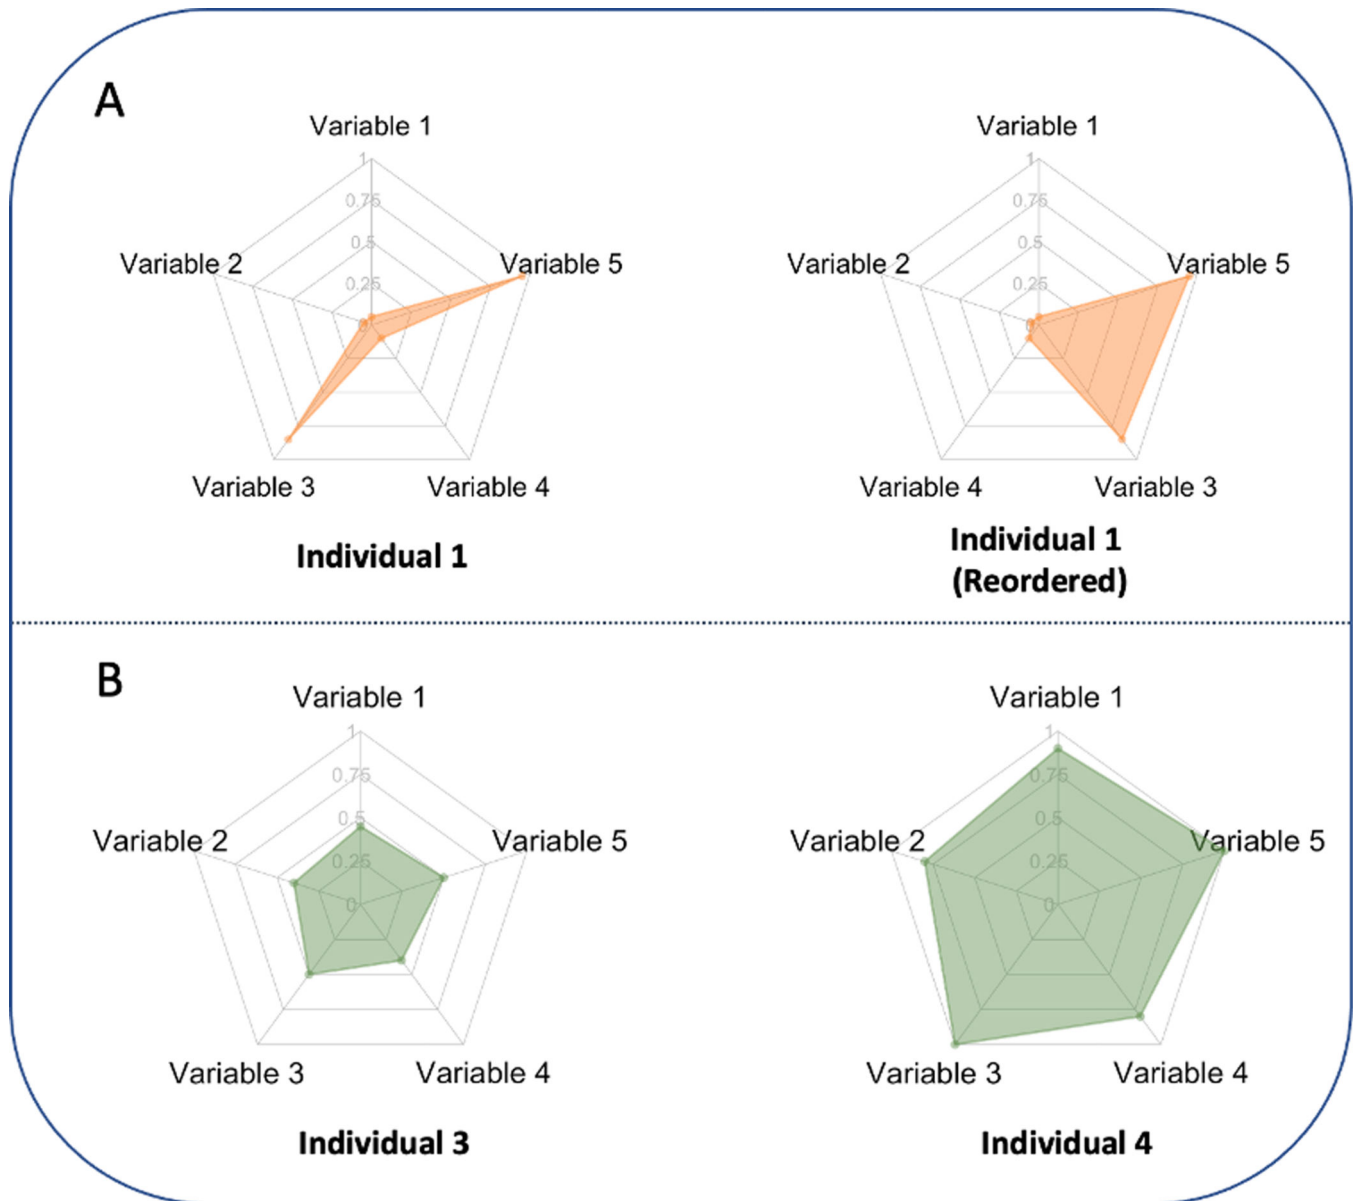 A
Variable 1
1
0.75
0.5
0.25
0
Variable 2
Variable 5
Variable 3
Variable 4
Individual 1
Variable 1
1
0.75
0.5
0.25
0
Variable 2
Variable 5
Variable 4
Variable 3
Individual 1
(Reordered)
B
Variable 1
1
0.75
0.5
0.25
0
Variable 2
Variable 5
Variable 3
Variable 4
Individual 3
Variable 1
1
0.75
0.5
0.25
0
Variable 2
Variable 5
Variable 3
Variable 4
Individual 4